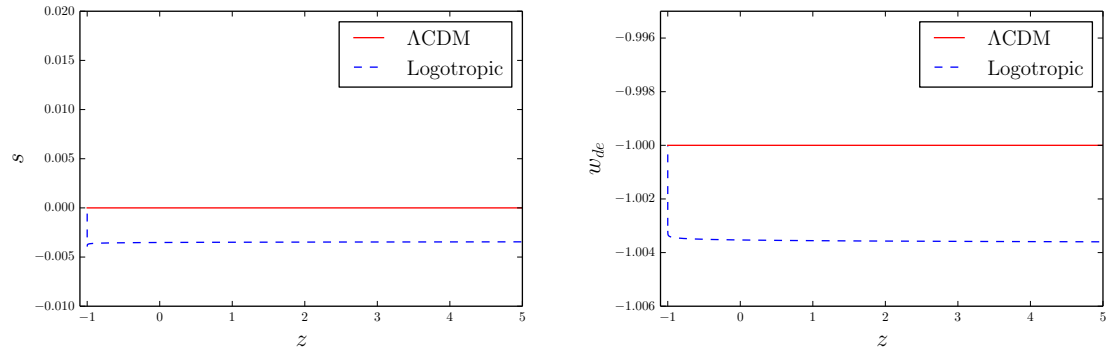 0.020
0.015
0.010
0.005
0.000
−0.005
−0.010
s
−1 0 1 2 3 4 5
z
ΛCDM
Logotropic
−0.996
−0.998
−1.000
−1.002
−1.004
−1.006
w_{de}
−1 0 1 2 3 4 5
z
ΛCDM
Logotropic